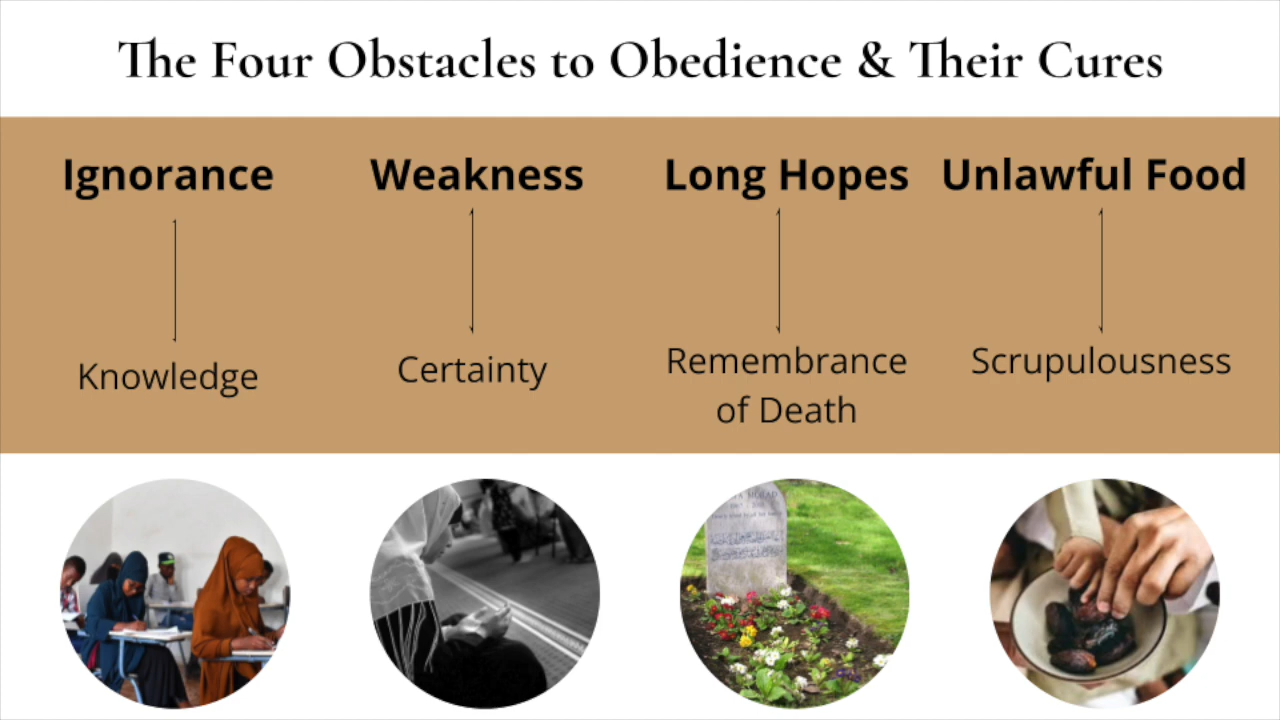 The Four Obstacles to Obedience & Their Cures
Ignorance
Weakness
Long Hopes
Unlawful Food
Knowledge
Certainty
Remembrance
of Death
Scrupulousness